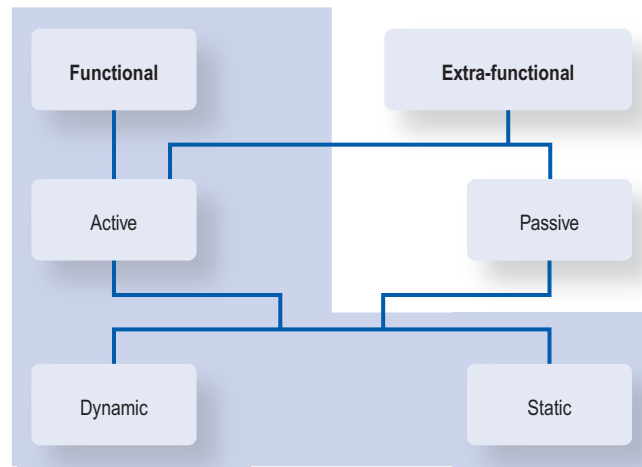 Functional
Extra-functional
Active
Passive
Dynamic
Static